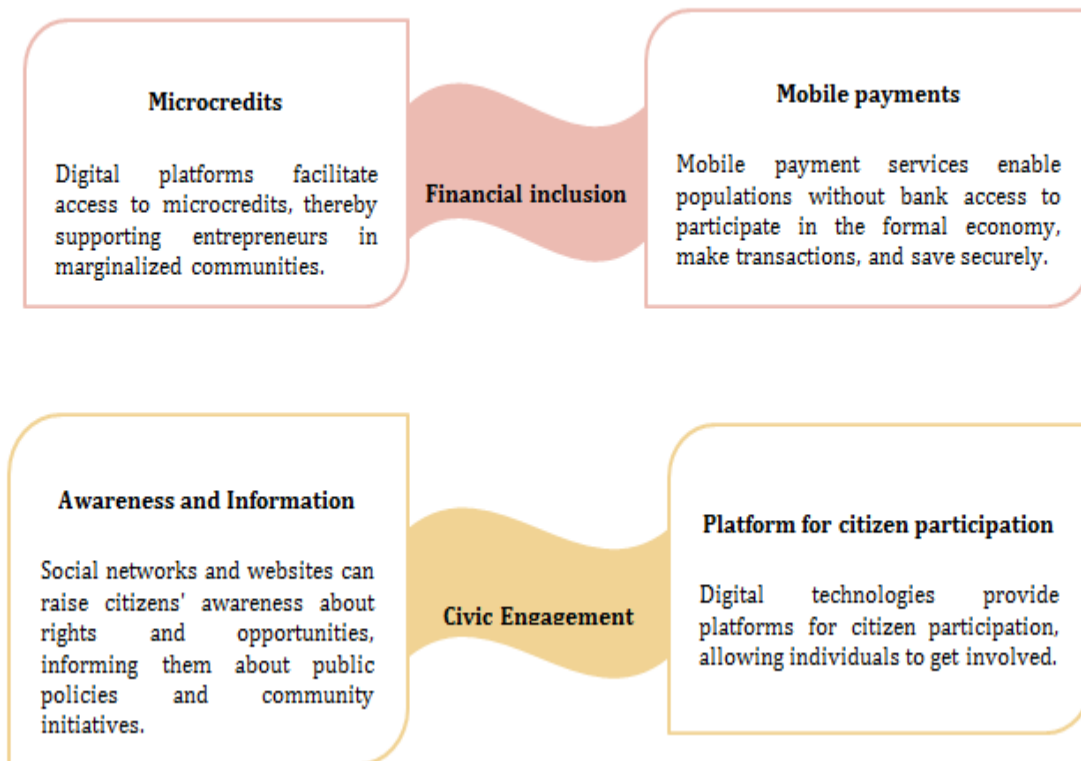 Microcredits
Digital platforms facilitate
access to microcredits, thereby
supporting entrepreneurs in
marginalized communities.
Financial inclusion
Mobile payments
Mobile payment services enable
populations without bank access to
participate in the formal economy,
make transactions, and save securely.
Awareness and Information
Social networks and websites can
raise citizens' awareness about
rights and opportunities,
informing them about public
policies and community
initiatives.
Civic Engagement
Platform for citizen participation
Digital technologies provide
platforms for citizen participation,
allowing individuals to get involved.